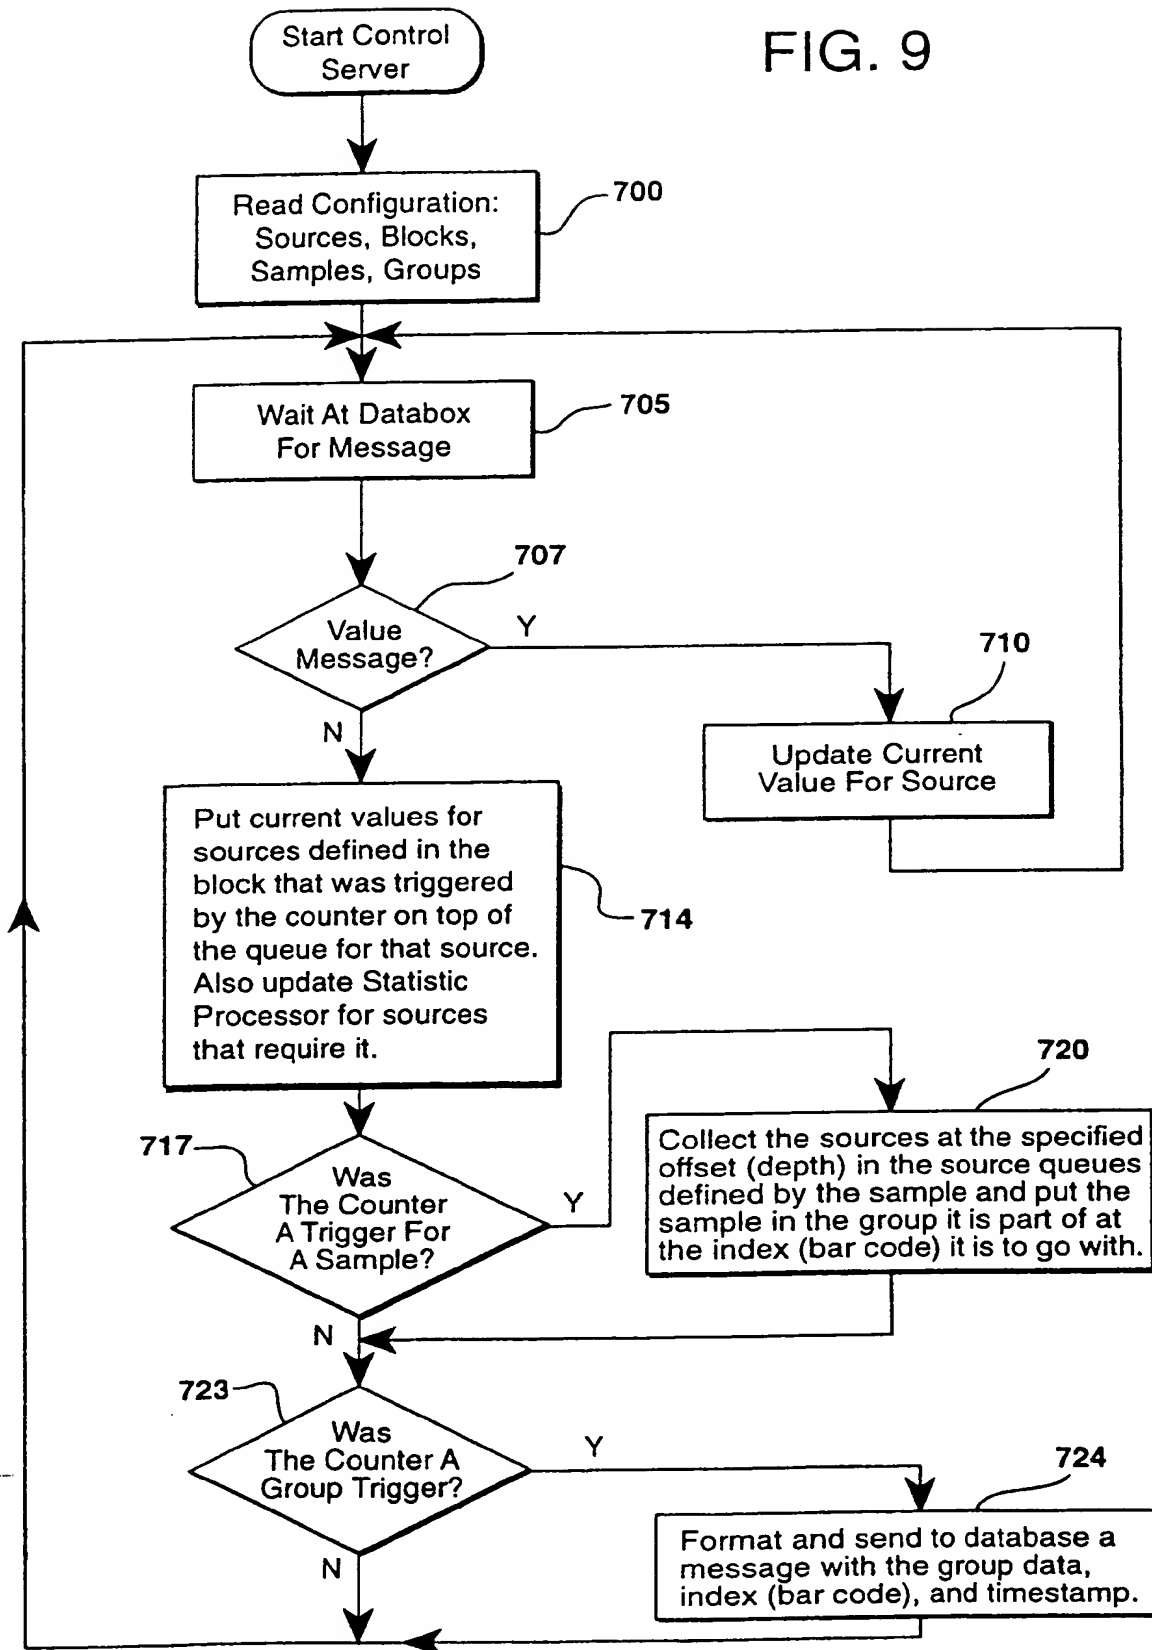 FIG. 9
Start Control
Server
Read Configuration:
Sources, Blocks,
Samples, Groups
700
Wait At Databox
For Message
705
707
Value
Message?
Y
N
710
Update Current
Value For Source
Put current values for
sources defined in the
block that was triggered
by the counter on top of
the queue for that source.
Also update Statistic
Processor for sources
that require it.
714
717
Was
The Counter
A Trigger For
A Sample?
Y
N
720
Collect the sources at the specified
offset (depth) in the source queues
defined by the sample and put the
sample in the group it is part of at
the index (bar code) it is to go with.
723
Was
The Counter A
Group Trigger?
Y
N
724
Format and send to database a
message with the group data,
index (bar code), and timestamp.